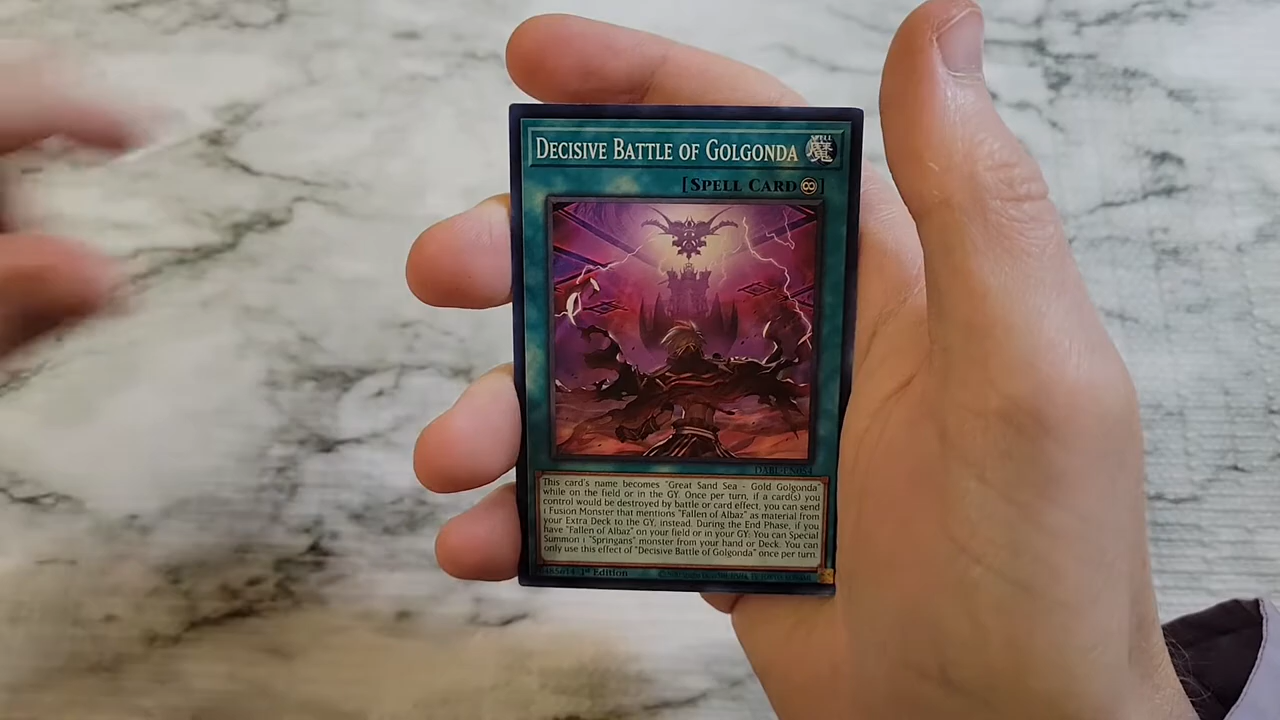 DECISIVE BATTLE OF GOLGONDA
魔
[SPELL CARD]
DABL-EN054
This card's name becomes "Great Sand Sea - Gold Golgonda"
while on the field or in the GY. Once per turn, if a card(s) you
control would be destroyed by battle or card effect, you can send
1 Fusion Monster that mentions "Fallen of Albaz" as material from
your Extra Deck to the GY, instead. During the End Phase, if you
have "Fallen of Albaz" on your field or in your GY: You can Special
Summon 1 "Springans" monster from your hand or Deck. You can
only use this effect of "Decisive Battle of Golgonda" once per turn.
1st Edition